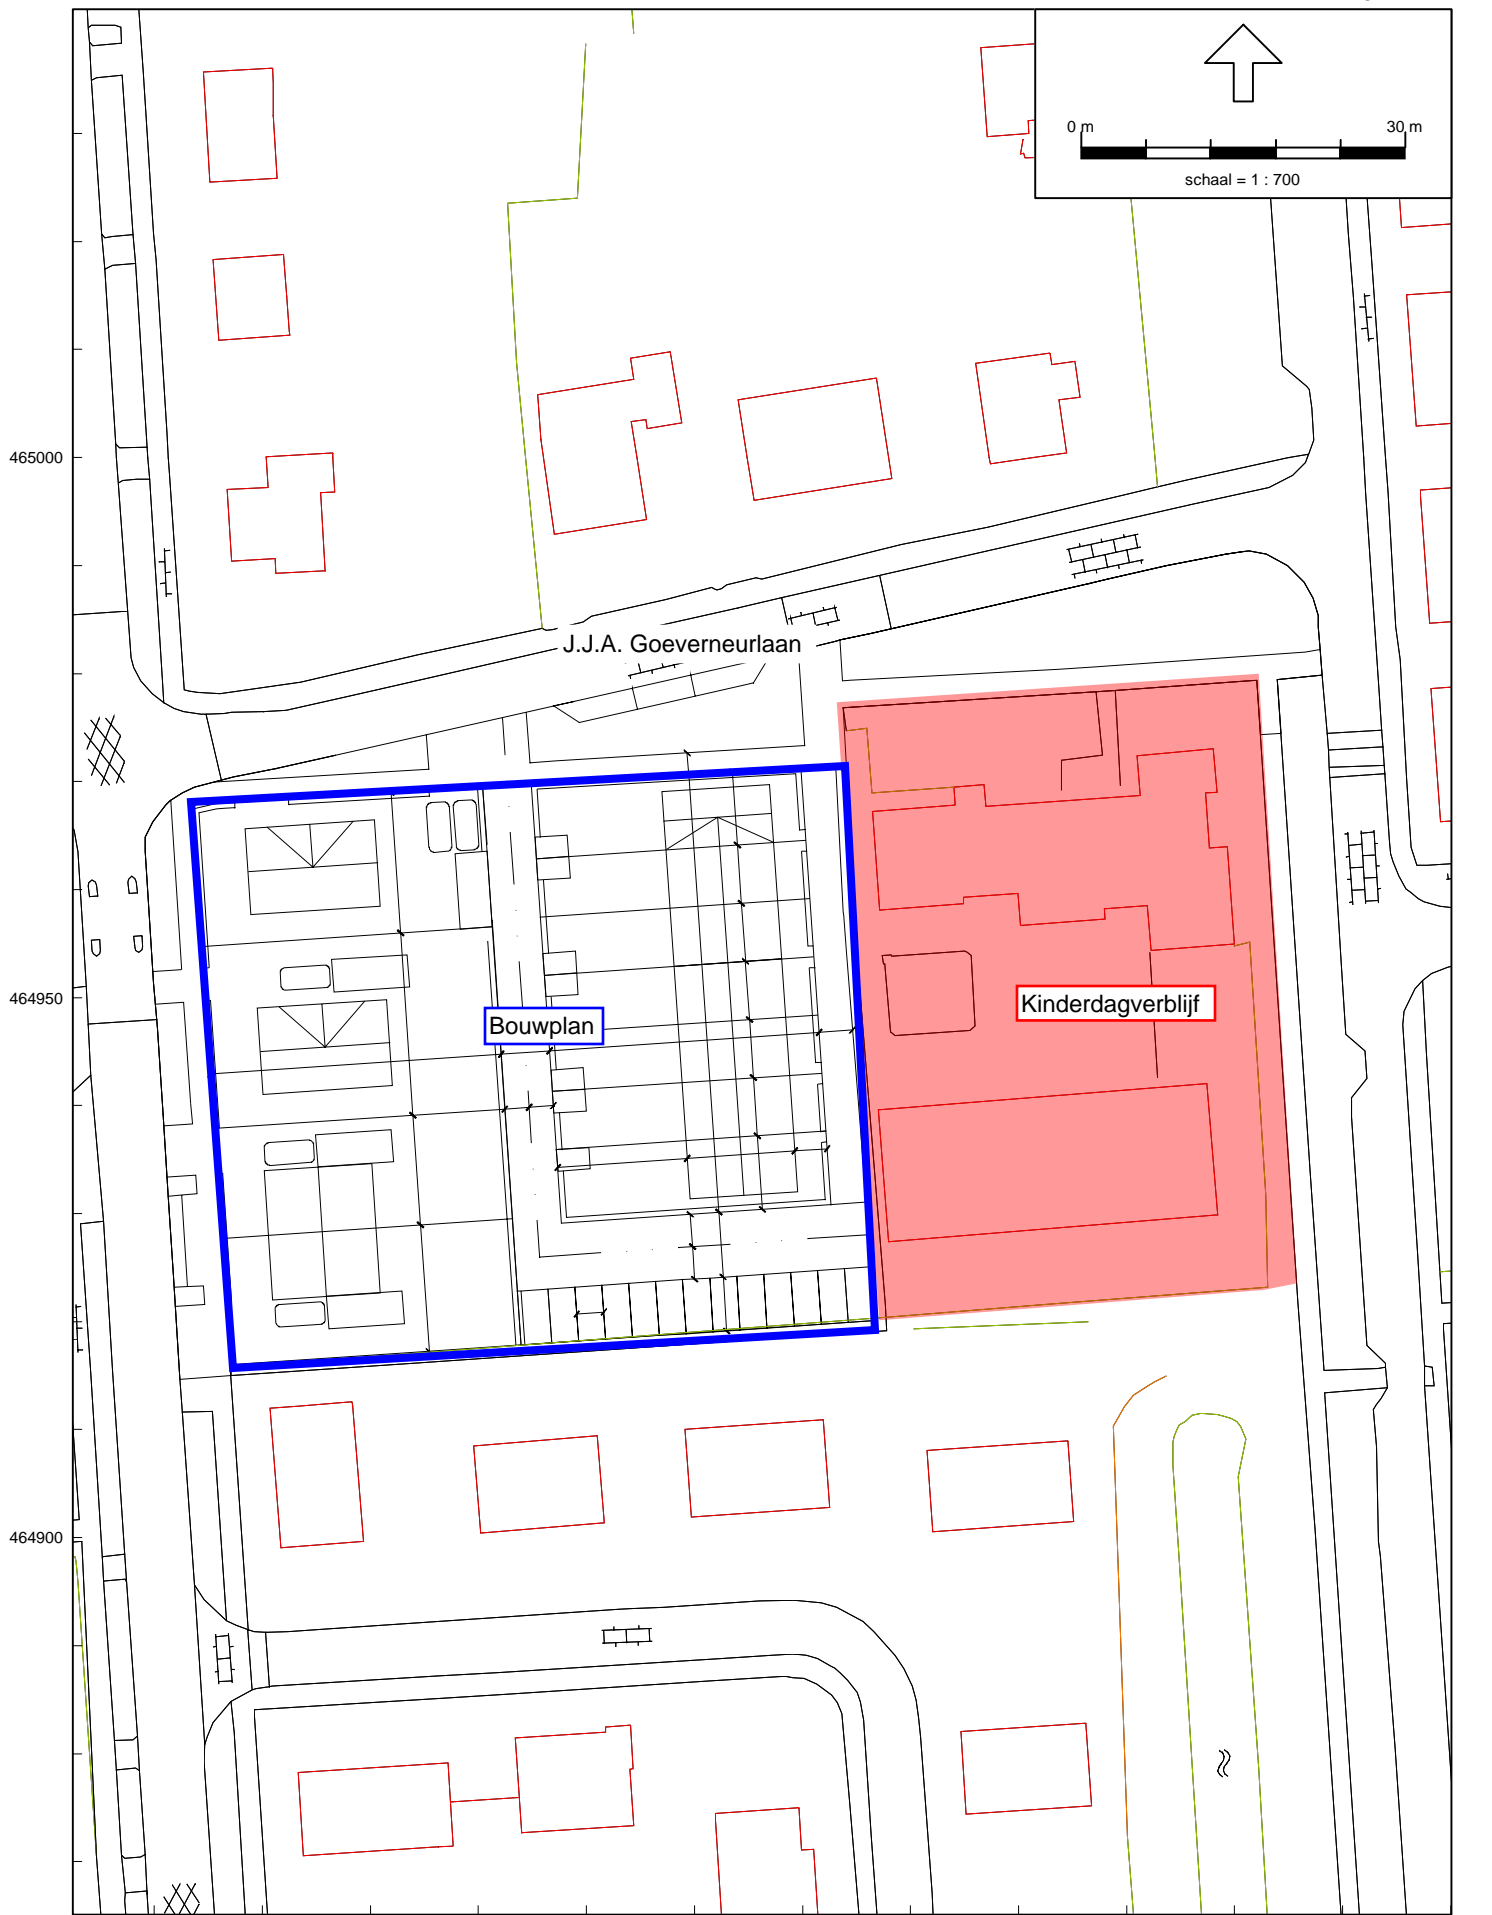 0 m
30 m
schaal = 1 : 700
465000
J.J.A. Goeverneurlaan
464950
Kinderdagverblijf
Bouwplan
464900